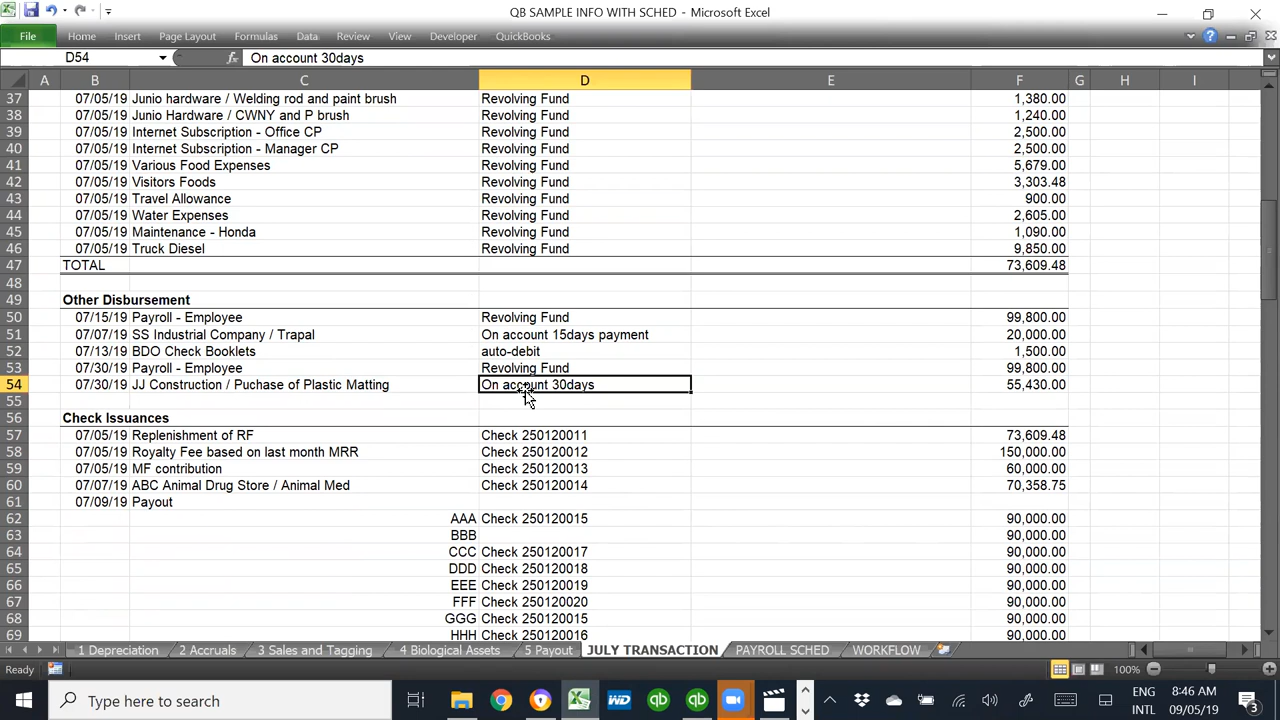 QB SAMPLE INFO WITH SCHED - Microsoft Excel
File Home Insert Page Layout Formulas Data Review View Developer QuickBooks
D54 fx On account 30days
A B C D E F G H I
37 07/05/19 Junio hardware / Welding rod and paint brush Revolving Fund 1,380.00
38 07/05/19 Junio Hardware / CWNY and P brush Revolving Fund 1,240.00
39 07/05/19 Internet Subscription - Office CP Revolving Fund 2,500.00
40 07/05/19 Internet Subscription - Manager CP Revolving Fund 2,500.00
41 07/05/19 Various Food Expenses Revolving Fund 5,679.00
42 07/05/19 Visitors Foods Revolving Fund 3,303.48
43 07/05/19 Travel Allowance Revolving Fund 900.00
44 07/05/19 Water Expenses Revolving Fund 2,605.00
45 07/05/19 Maintenance - Honda Revolving Fund 1,090.00
46 07/05/19 Truck Diesel Revolving Fund 9,850.00
47 TOTAL 73,609.48
48
49 Other Disbursement
50 07/15/19 Payroll - Employee Revolving Fund 99,800.00
51 07/07/19 SS Industrial Company / Trapal On account 15days payment 20,000.00
52 07/13/19 BDO Check Booklets auto-debit 1,500.00
53 07/30/19 Payroll - Employee Revolving Fund 99,800.00
54 07/30/19 JJ Construction / Puchase of Plastic Matting On account 30days 55,430.00
55
56 Check Issuances
57 07/05/19 Replenishment of RF Check 250120011 73,609.48
58 07/05/19 Royalty Fee based on last month MRR Check 250120012 150,000.00
59 07/05/19 MF contribution Check 250120013 60,000.00
60 07/07/19 ABC Animal Drug Store / Animal Med Check 250120014 70,358.75
61 07/09/19 Payout
62 AAA Check 250120015 90,000.00
63 BBB 90,000.00
64 CCC Check 250120017 90,000.00
65 DDD Check 250120018 90,000.00
66 EEE Check 250120019 90,000.00
67 FFF Check 250120020 90,000.00
68 GGG Check 250120015 90,000.00
69 HHH Check 250120016 90,000.00
1 Depreciation 2 Accruals 3 Sales and Tagging 4 Biological Assets 5 Payout JULY TRANSACTION PAYROLL SCHED WORKFLOW
Ready 100%
Type here to search WD qb qb ENG 8:46 AM
INTL 09/05/19 3